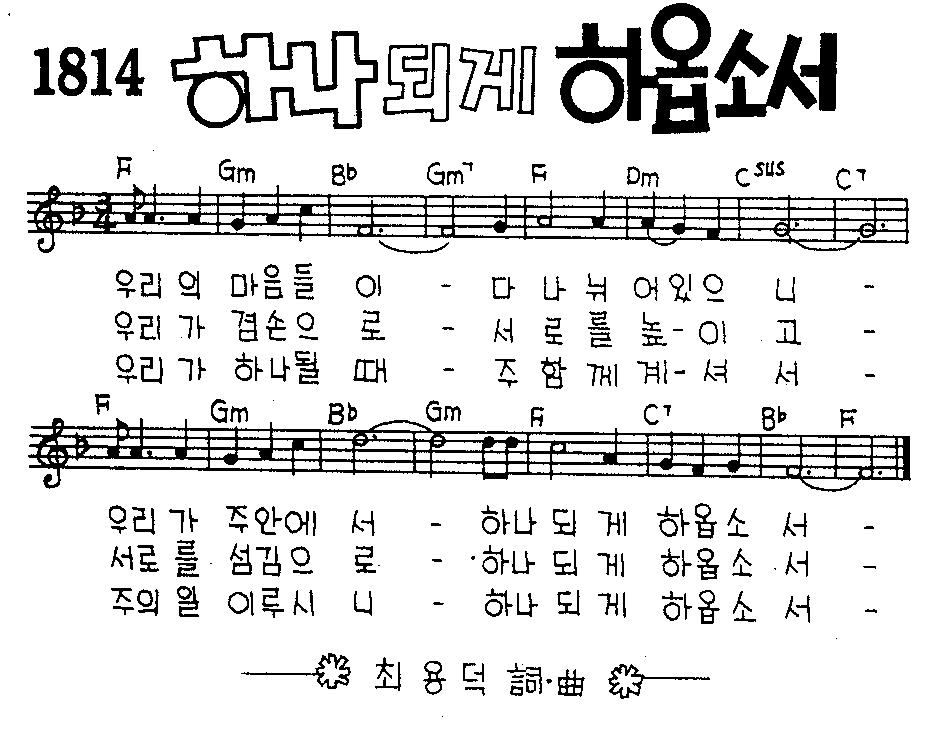 1814 하나되게 하옵소서
F Gm B♭ Gm7 F Dm Csus C7
3/4
우리의 마음들이 - 다나뉘어있으니 -
우리가 겸손으로 - 서로를높-이고 -
우리가 하나될때 - 주함께계-셔서 -
F Gm B♭ Gm F C7 B♭ F
우리가 주안에서 - 하나되게 하옵소서 -
서로를 섬김으로 - 하나되게 하옵소서 -
주의일 이루시니 - 하나되게 하옵소서 -
최용덕 詞·曲